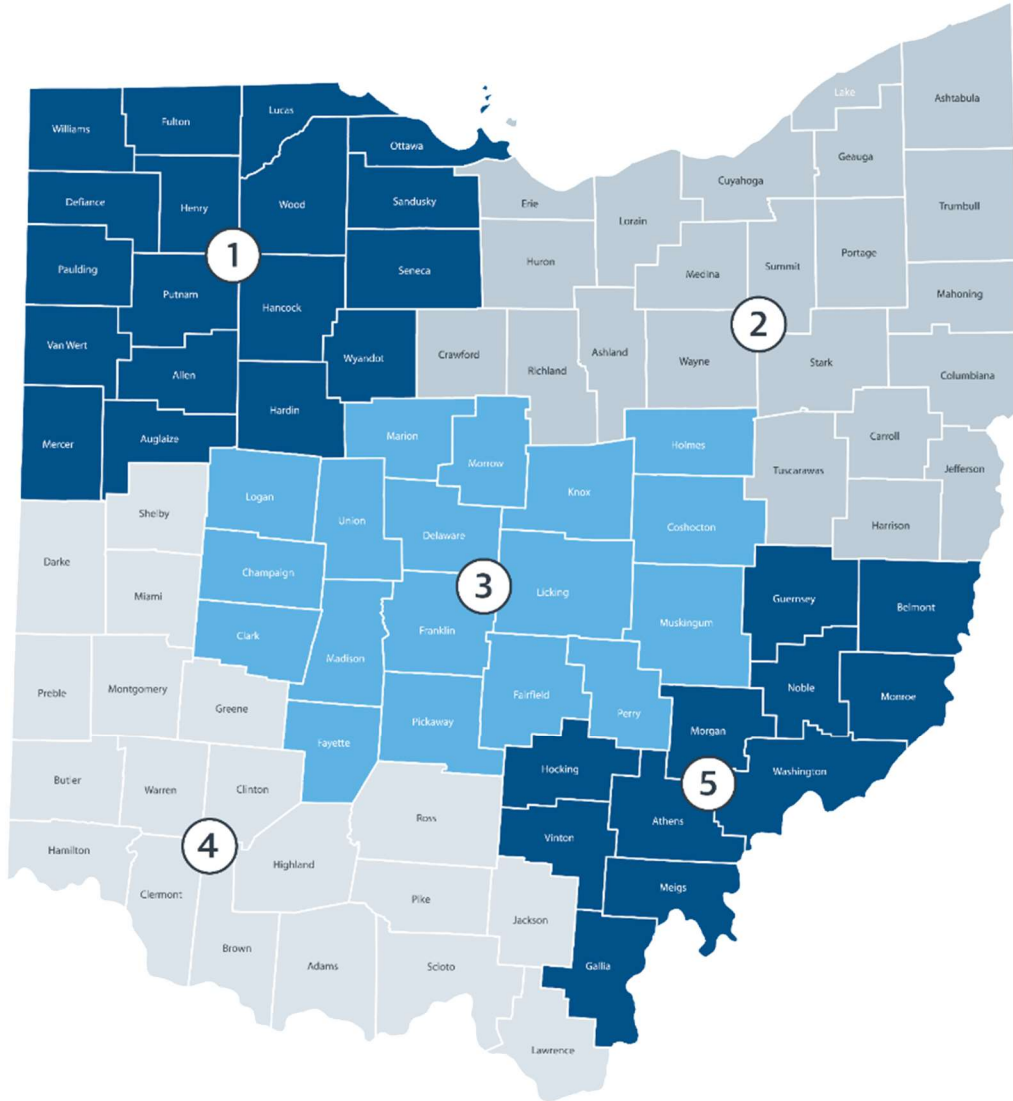 Lake
Ashtabula
Lucas
Fulton
Williams
Ottawa
Geauga
Cuyahoga
Defiance
Henry
Wood
Sandusky
Erie
Lorain
Trumbull
1
Paulding
Seneca
Huron
Medina
Summit
Portage
Putnam
Hancock
Mahoning
2
Van Wert
Wyandot
Crawford
Ashland
Wayne
Stark
Allen
Richland
Columbiana
Hardin
Mercer
Auglaize
Marion
Morrow
Holmes
Carroll
Jefferson
Tuscarawas
Logan
Knox
Shelby
Union
Coshocton
Harrison
Delaware
Darke
Champaign
3
Licking
Miami
Guernsey
Belmont
Clark
Franklin
Muskingum
Madison
Preble
Montgomery
Greene
Fairfield
Noble
Monroe
Perry
Pickaway
Morgan
Fayette
Butler
Warren
Clinton
Hocking
Washington
5
Ross
Athens
4
Hamilton
Vinton
Highland
Clermont
Meigs
Pike
Jackson
Brown
Adams
Scioto
Gallia
Lawrence